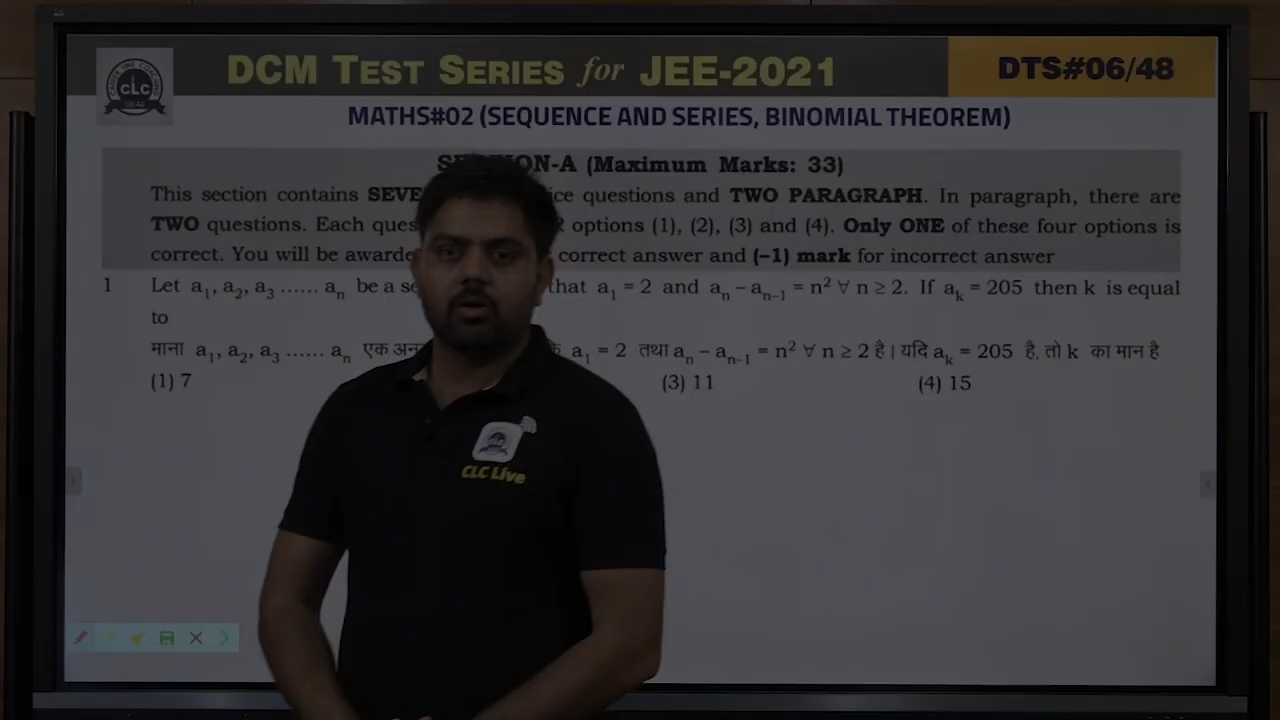 DCM TEST SERIES for JEE-2021
DTS#06/48
CLC
MATHS#02 (SEQUENCE AND SERIES, BINOMIAL THEOREM)
ON-A (Maximum Marks: 33)
This section contains SEVE ce questions and TWO PARAGRAPH. In paragraph, there are
TWO questions. Each ques options (1), (2), (3) and (4). Only ONE of these four options is
correct. You will be awarde correct answer and (–1) mark for incorrect answer
1 Let a₁, a₂, a₃ ...... aₙ be a se that a₁ = 2 and aₙ – aₙ₋₁ = n² ∀ n ≥ 2. If aₖ = 205 then k is equal
to
माना a₁, a₂, a₃ ...... aₙ एक अनु a₁ = 2 तथा aₙ – aₙ₋₁ = n² ∀ n ≥ 2 है। यदि aₖ = 205 है, तो k का मान है
(1) 7 (3) 11 (4) 15
CLC Live